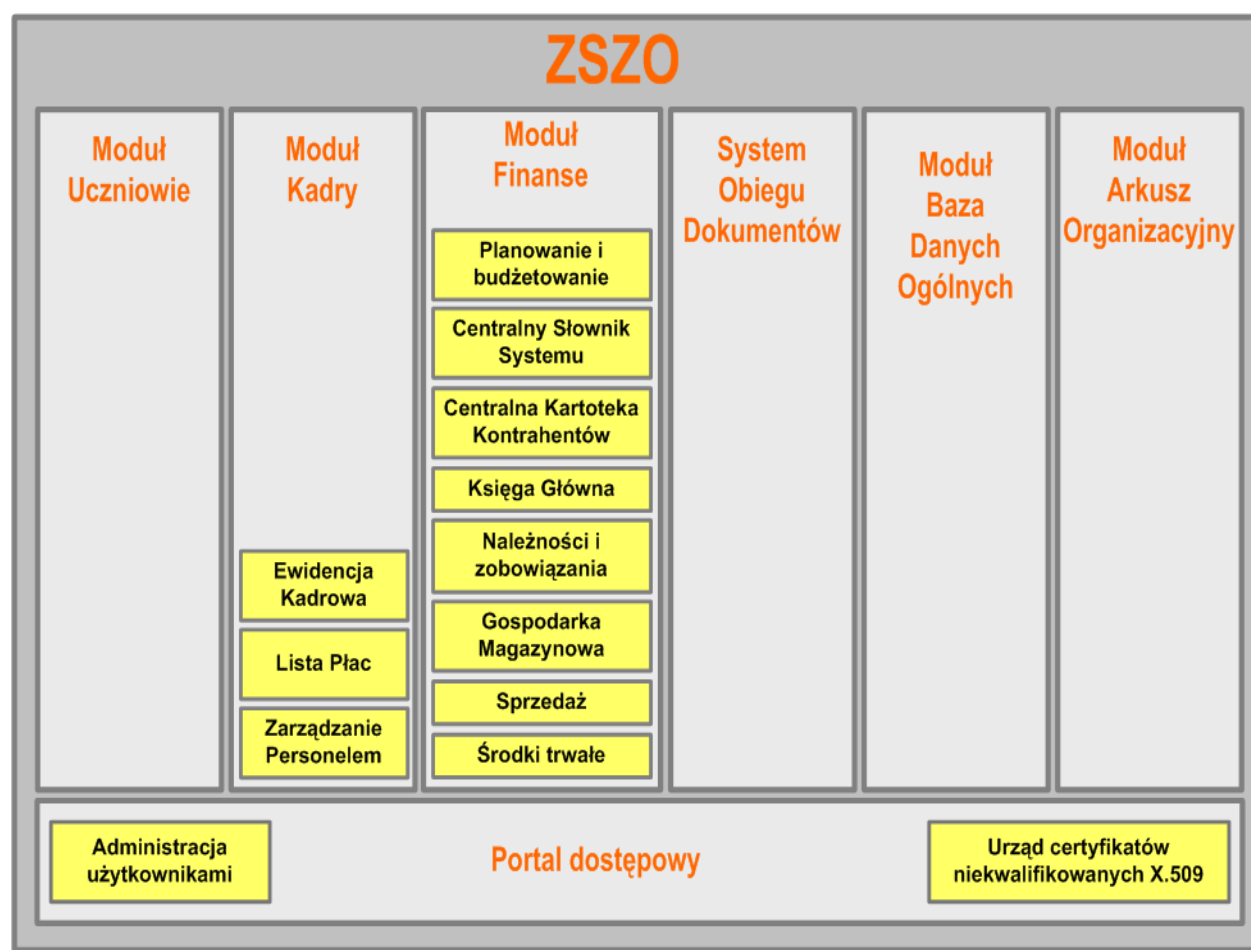 ZSZO
Moduł
Uczniowie
Moduł
Kadry
Ewidencja
Kadrowa
Lista Płac
Zarządzanie
Personelem
Moduł
Finanse
Planowanie i
budżetowanie
Centralny Słownik
Systemu
Centralna Kartoteka
Kontrahentów
Księga Główna
Należności i
zobowiązania
Gospodarka
Magazynowa
Sprzedaż
Środki trwałe
System
Obiegu
Dokumentów
Moduł
Baza
Danych
Ogólnych
Moduł
Arkusz
Organizacyjny
Administracja
użytkownikami
Portal dostępowy
Urząd certyfikatów
niekwalifikowanych X.509